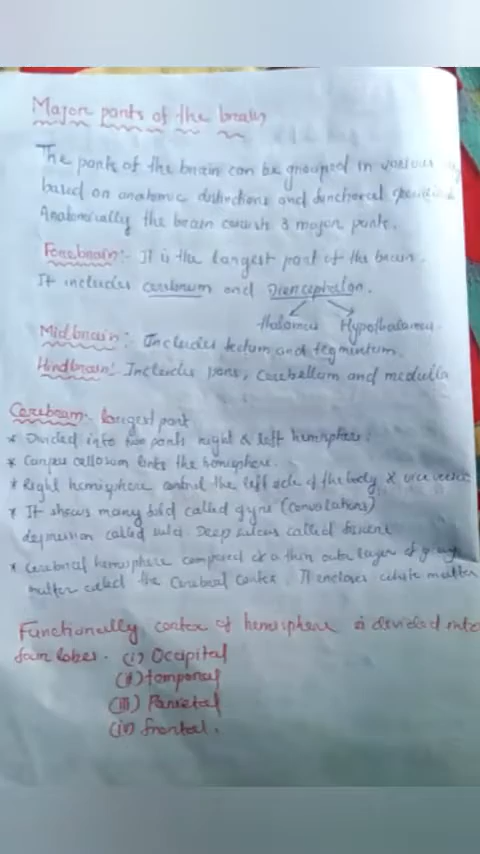 Major parts of the brain
The parts of the brain can be grouped in various
based on anatomic distinctions and functional
Anatomically the brain consists 3 major parts.
Forebrain:- It is the largest part of the brain.
It includes cerebrum and Diencephalon.
thalamus Hypothalamus
Midbrain:- Includes tectum and tegmentum.
Hindbrain:- Includes pons, cerebellum and medulla
Cerebrum- largest part
* Divided into two parts right & left hemisphere.
* Corpus callosum links the hemisphere.
* Right hemisphere control the left side of the body & vice versa
* It shows many fold called gyri (convolutions)
depression called sulci. Deep sulcus called
* Cerebral hemisphere composed of a thin outer layer of gray
matter called the Cerebral Cortex. It encloses white matter
Functionally cortex of hemisphere is devided into
four lobes. (i) Occipital
(ii) temporal
(iii) Parietal
(iv) frontal.